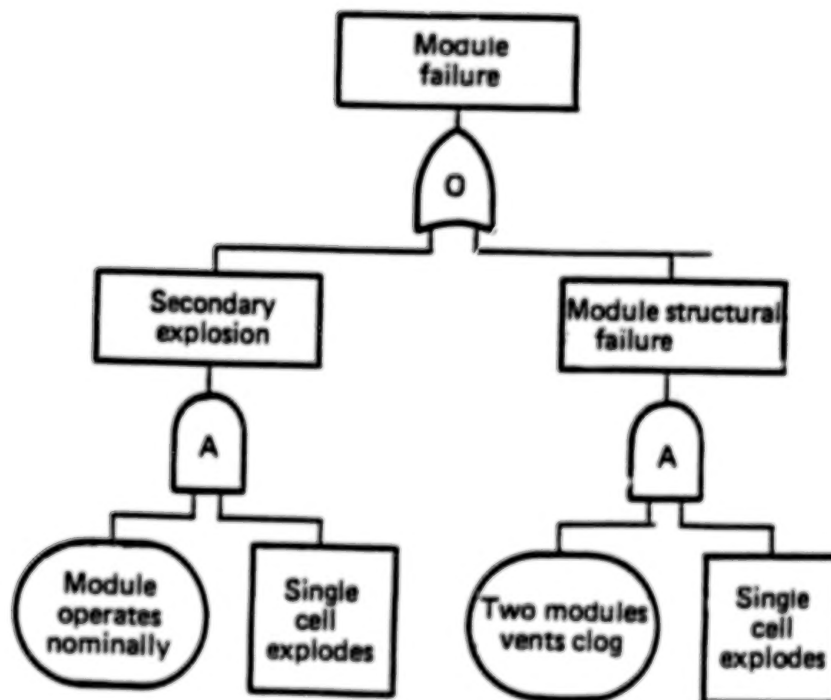 Module
failure
O
Secondary
explosion
Module structural
failure
A
A
Module
operates
nominally
Single
cell
explodes
Two modules
vents clog
Single
cell
explodes